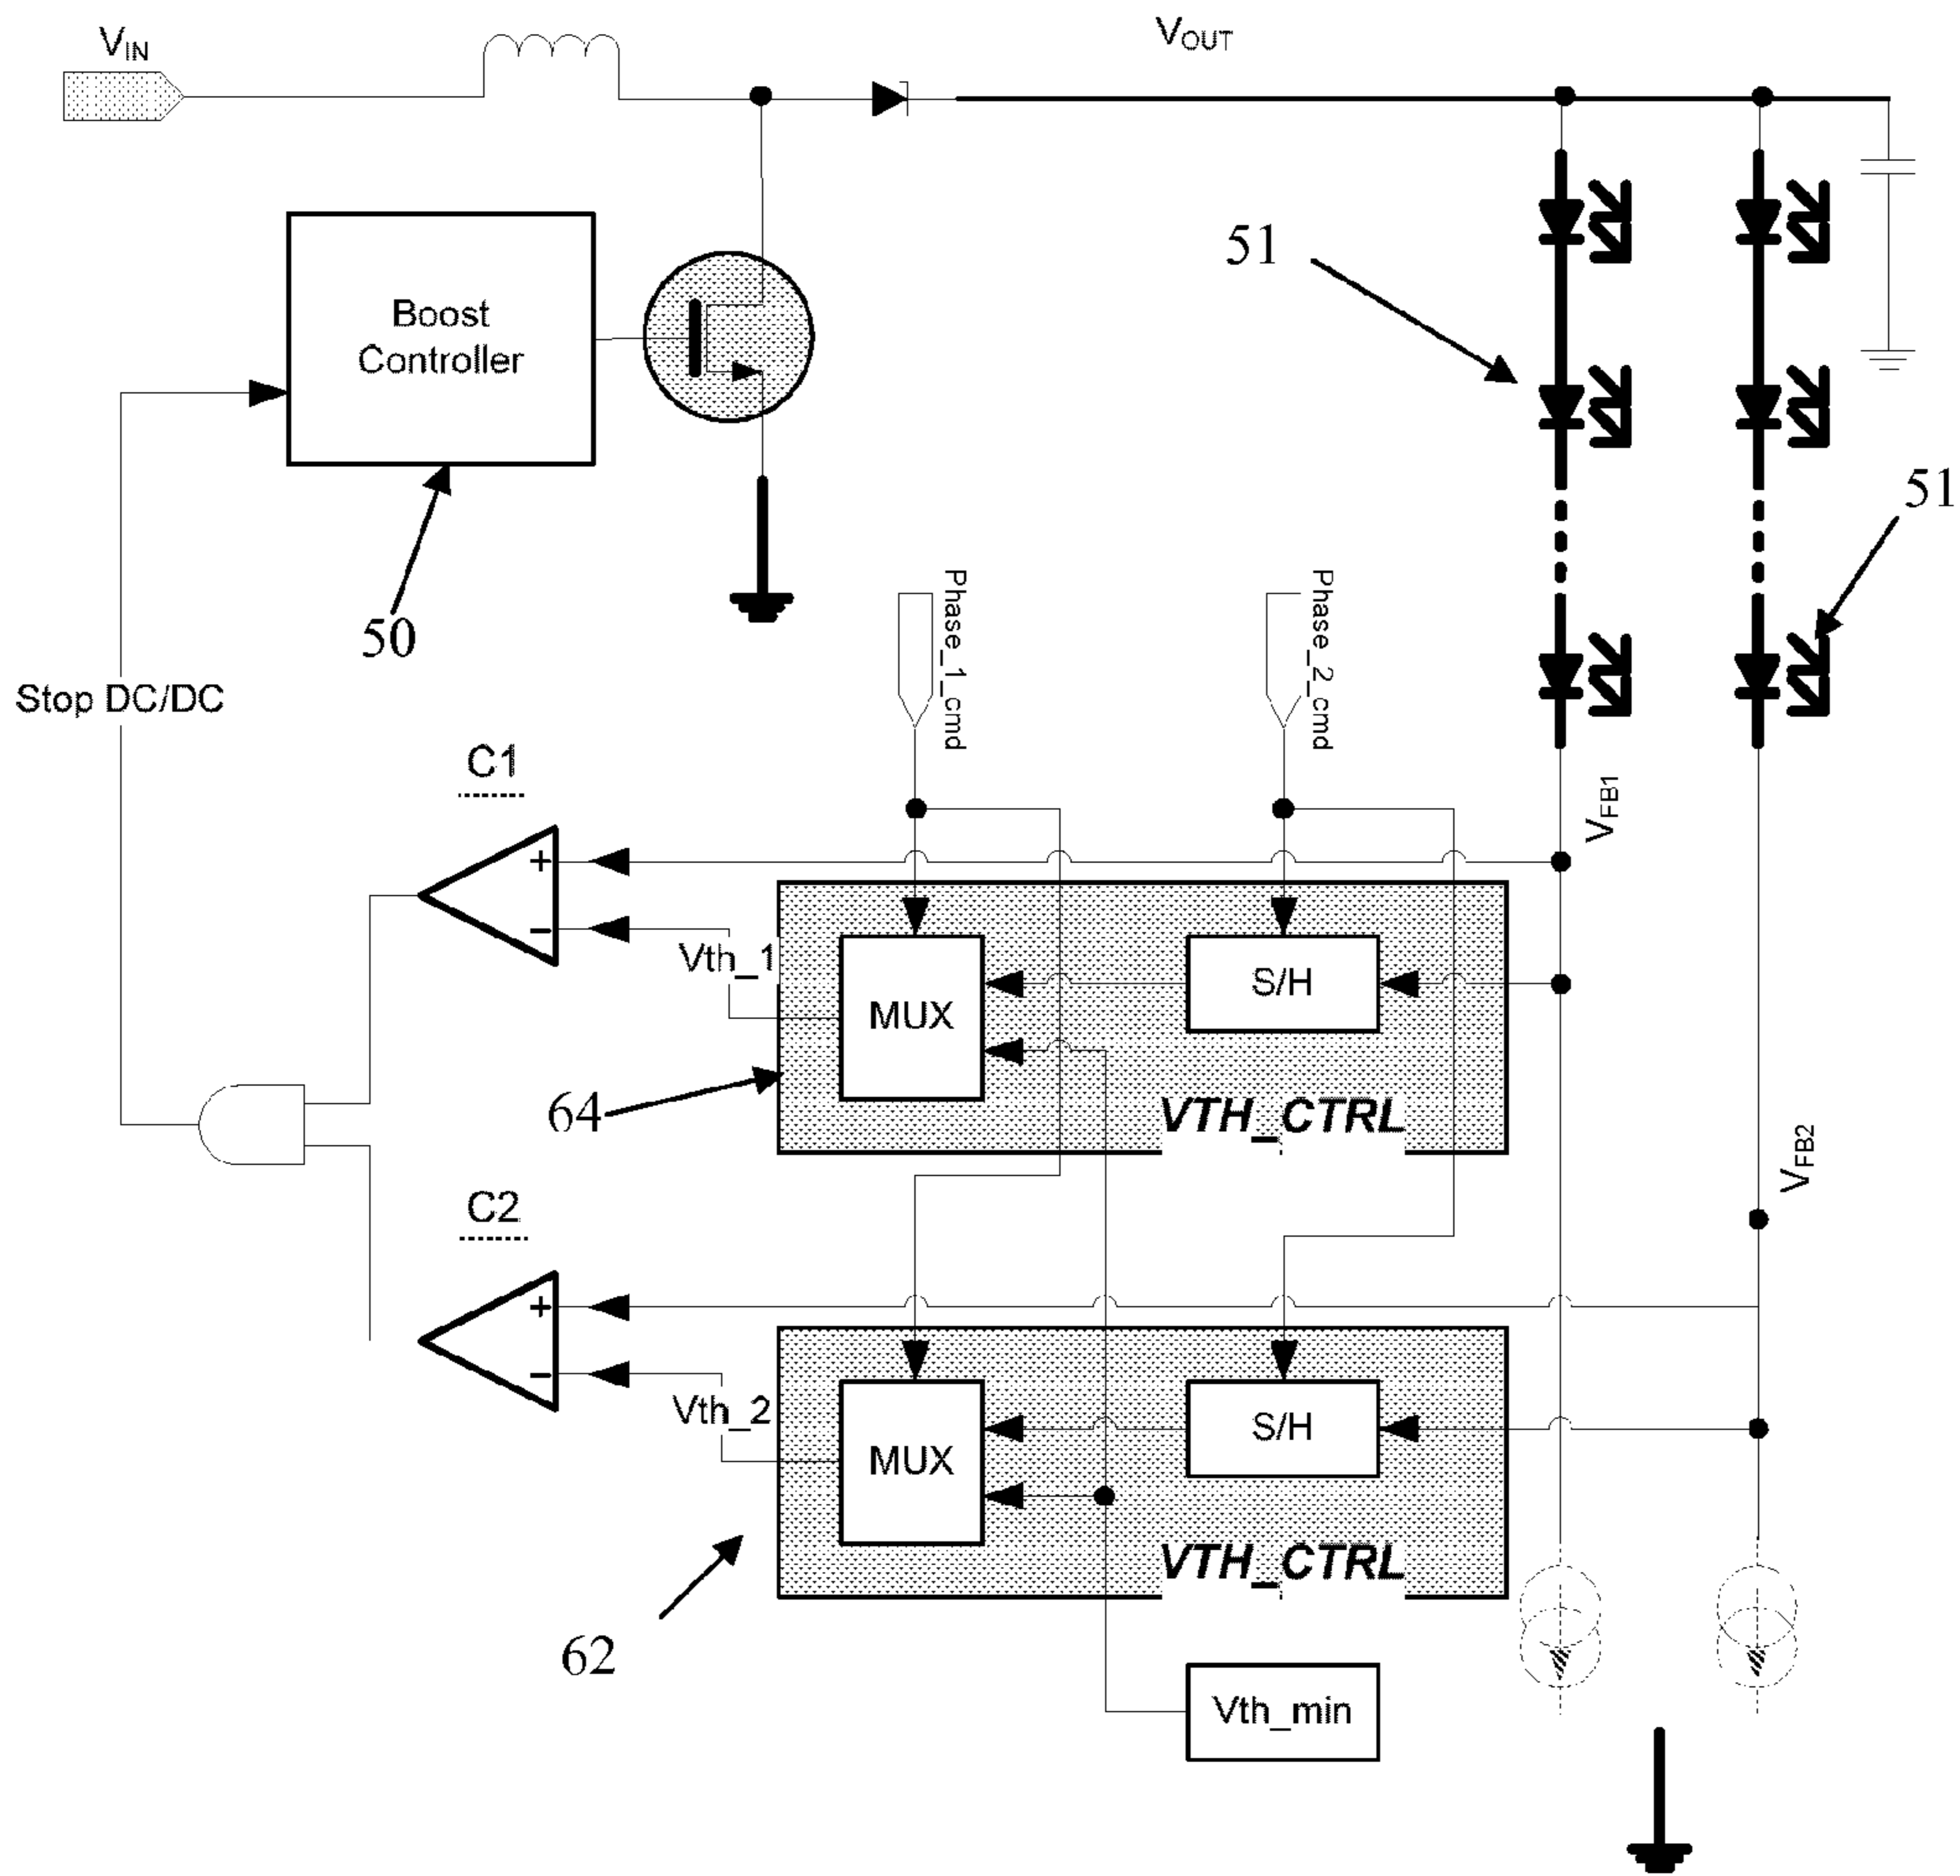 VIN
VOUT
51
Boost
Controller
51
50
Phase_1_cmd
Phase_2_cmd
Stop DC/DC
C1
VFB1
+
−
Vth_1
MUX
S/H
64
VTH_CTRL
VFB2
C2
+
−
Vth_2
MUX
S/H
VTH_CTRL
62
Vth_min